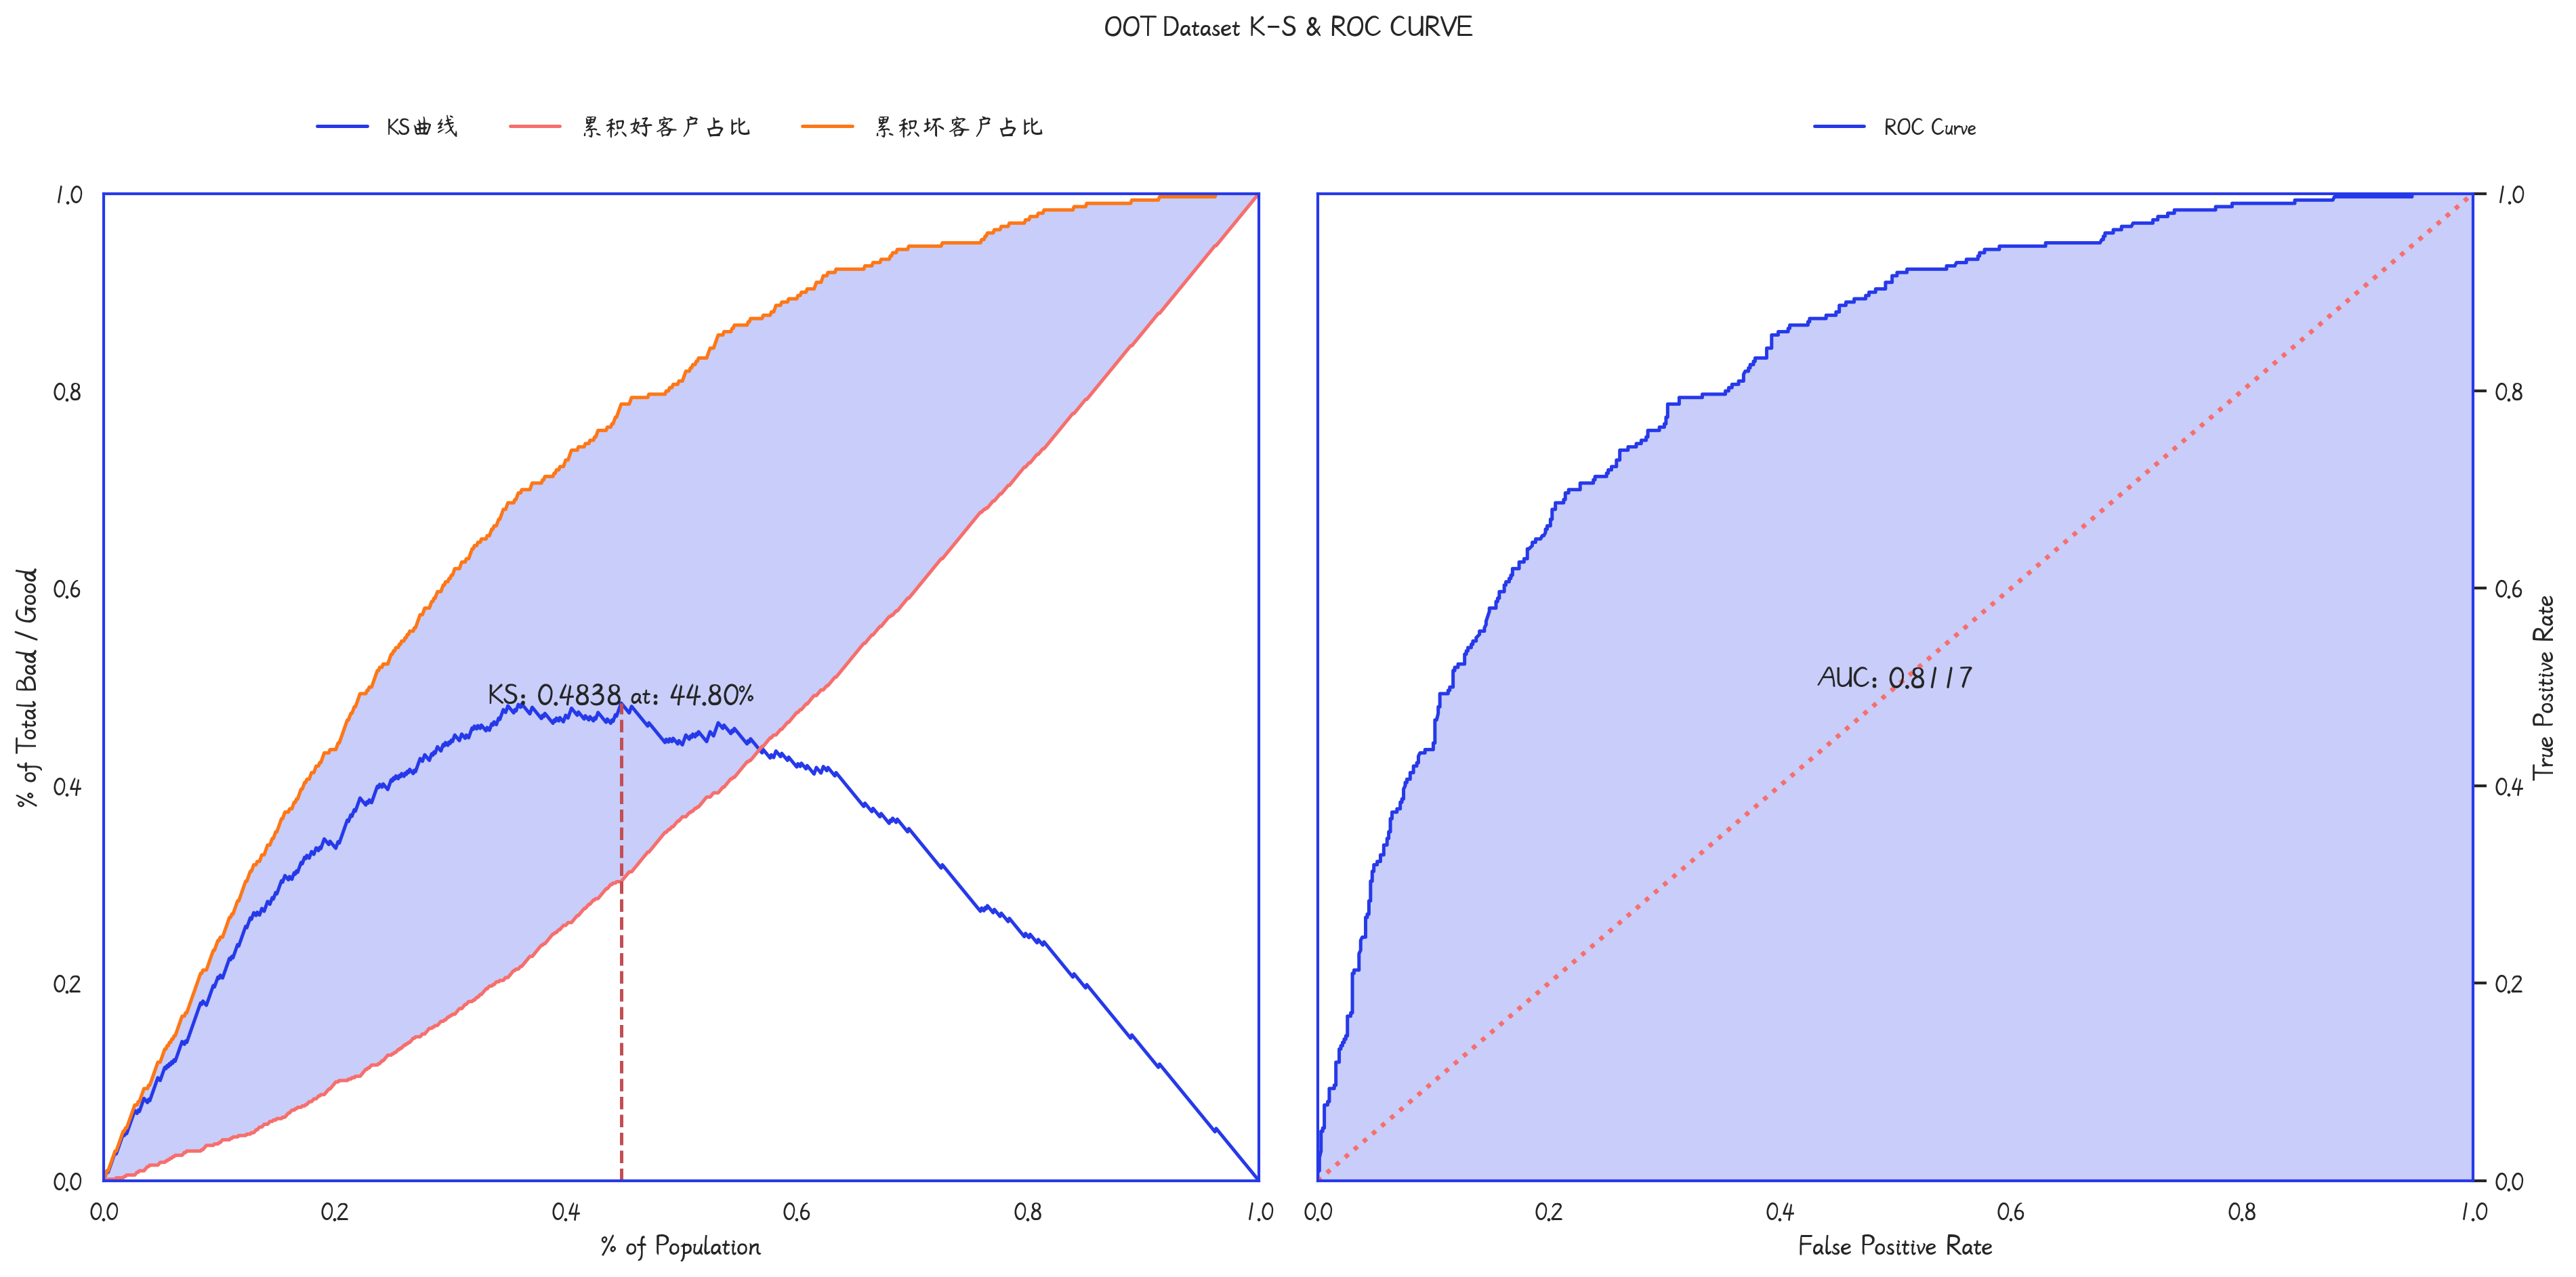 OOT Dataset K-S & ROC CURVE
KS曲线 累积好客户占比 累积坏客户占比
ROC Curve
1.0
0.8
0.6
0.4
0.2
0.0
% of Total Bad / Good
KS: 0.4838 at: 44.80%
0.0 0.2 0.4 0.6 0.8 1.0
% of Population
AUC: 0.8117
0.0 0.2 0.4 0.6 0.8 1.0
False Positive Rate
1.0
0.8
0.6
0.4
0.2
0.0
True Positive Rate